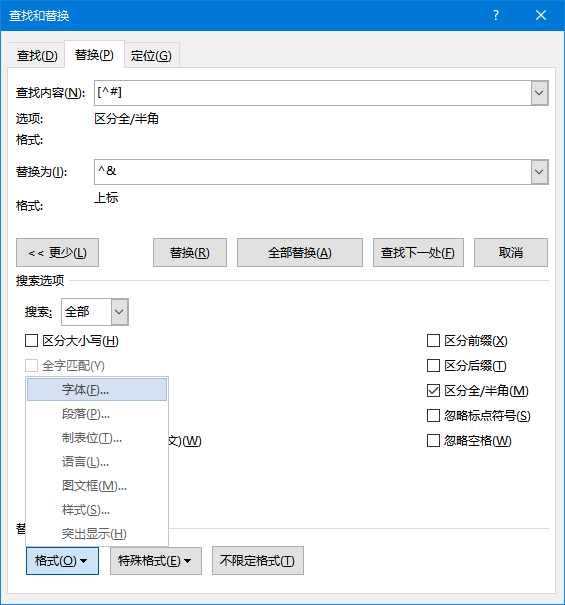 查找和替换 ?
查找(D) 替换(P) 定位(G)
查找内容(N): [^#]
选项: 区分全/半角
格式:
替换为(I): ^&
格式: 上标
<< 更少(L) 替换(R) 全部替换(A) 查找下一处(F) 取消
搜索选项
搜索: 全部
区分大小写(H) 区分前缀(X)
全字匹配(Y) 区分后缀(T)
字体(F)... 区分全/半角(M)
段落(P)... 忽略标点符号(S)
制表位(T)... 文)(W) 忽略空格(W)
语言(L)...
图文框(M)...
样式(S)...
替
突出显示(H)
格式(O) 特殊格式(E) 不限定格式(T)